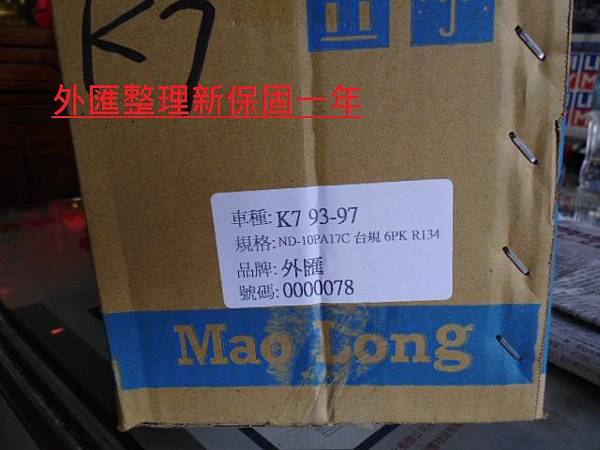 K7
外匯整理新保固一年
車種: K7 93-97
規格: ND-10PA17C 台規 6PK R134
品牌: 外匯
號碼: 0000078
Mao Long